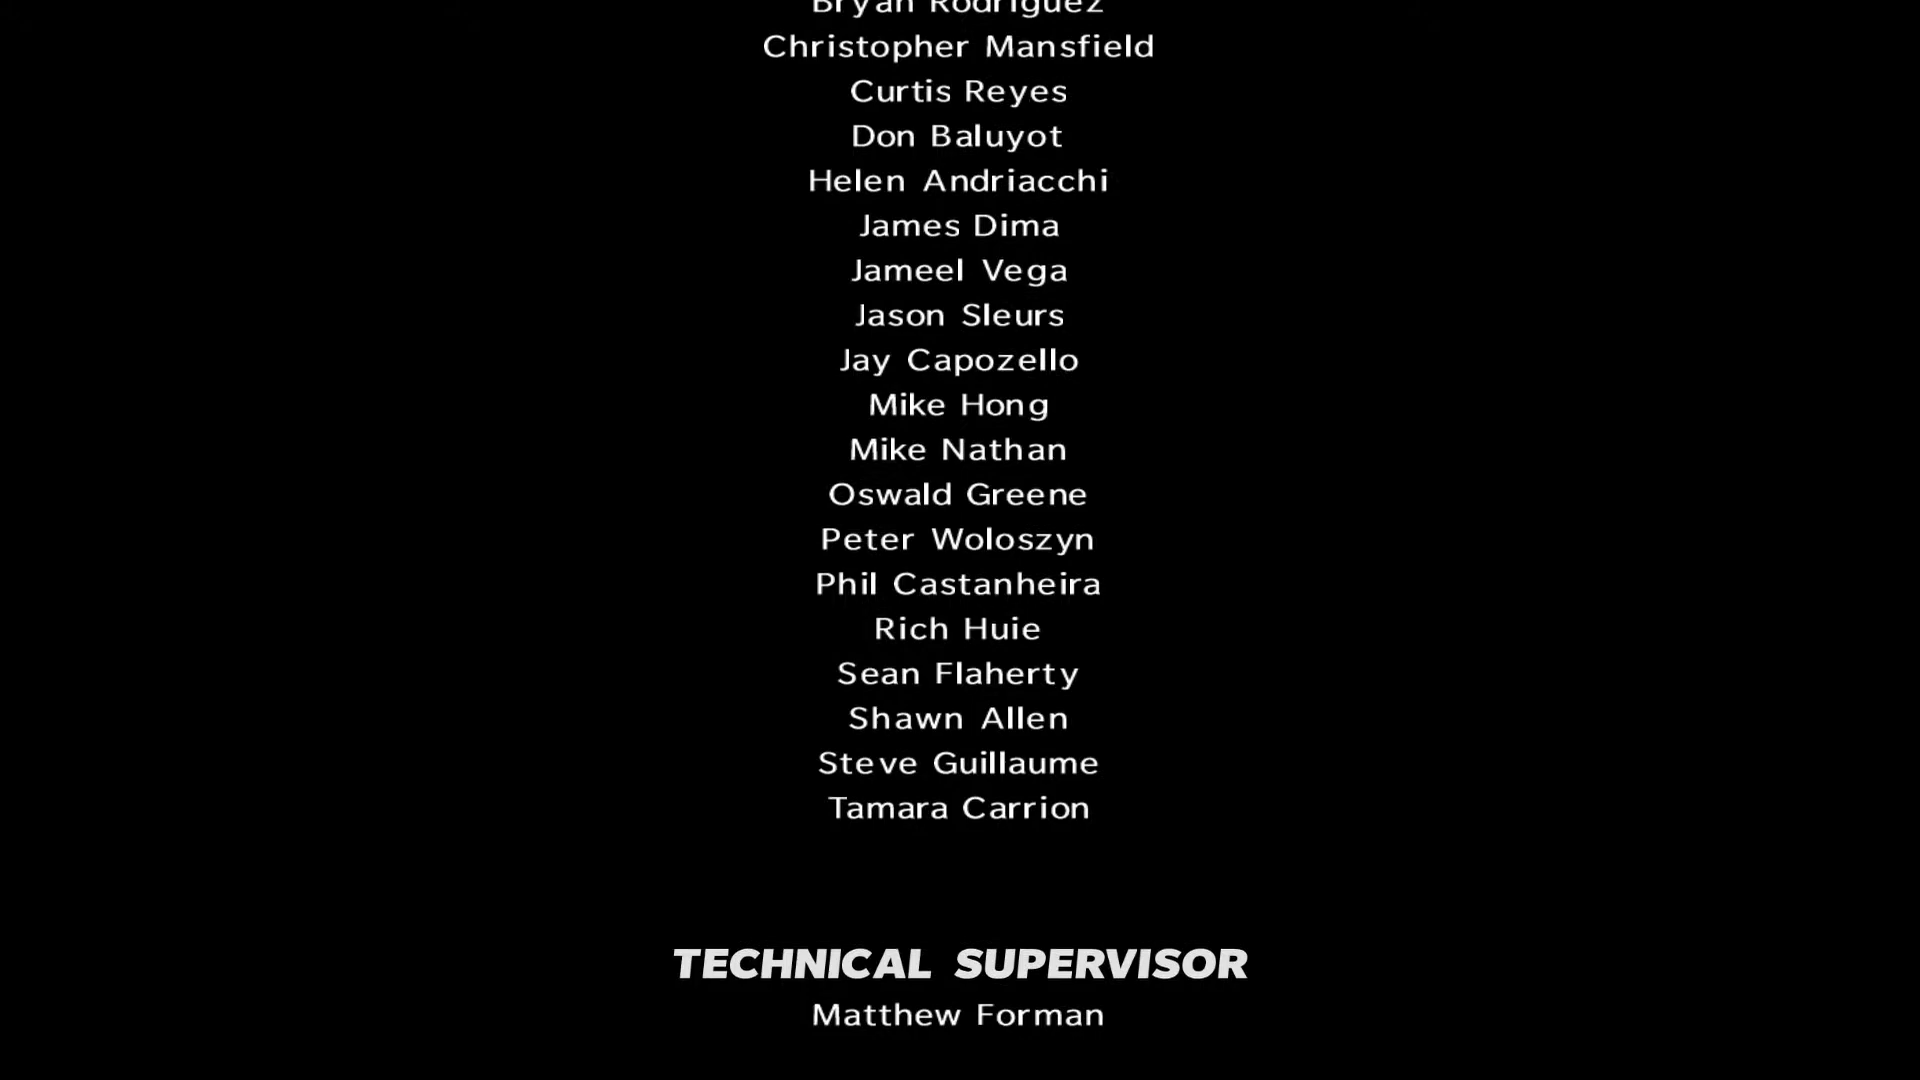 Bryan Rodriguez
Christopher Mansfield
Curtis Reyes
Don Baluyot
Helen Andriacchi
James Dima
Jameel Vega
Jason Sleurs
Jay Capozello
Mike Hong
Mike Nathan
Oswald Greene
Peter Woloszyn
Phil Castanheira
Rich Huie
Sean Flaherty
Shawn Allen
Steve Guillaume
Tamara Carrion
TECHNICAL SUPERVISOR
Matthew Forman